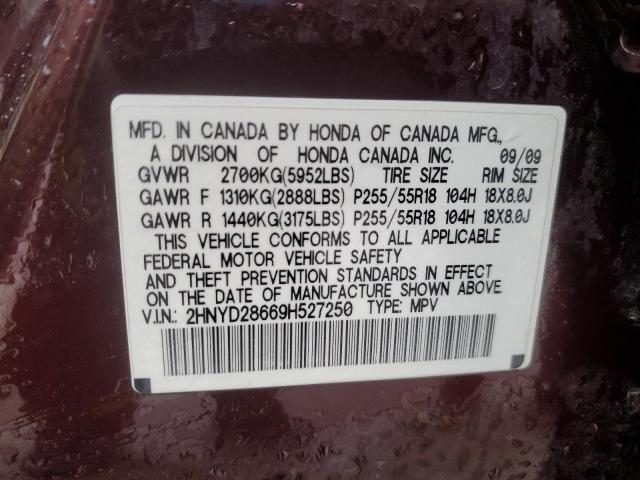 MFD. IN CANADA BY HONDA OF CANADA MFG.,
A DIVISION OF HONDA CANADA INC. 09/09
GVWR 2700KG(5952LBS) TIRE SIZE RIM SIZE
GAWR F 1310KG(2888LBS) P255/55R18 104H 18X8.0J
GAWR R 1440KG(3175LBS) P255/55R18 104H 18X8.0J
THIS VEHICLE CONFORMS TO ALL APPLICABLE
FEDERAL MOTOR VEHICLE SAFETY
AND THEFT PREVENTION STANDARDS IN EFFECT
ON THE DATE OF MANUFACTURE SHOWN ABOVE.
V.I.N.: 2HNYD28669H527250 TYPE: MPV